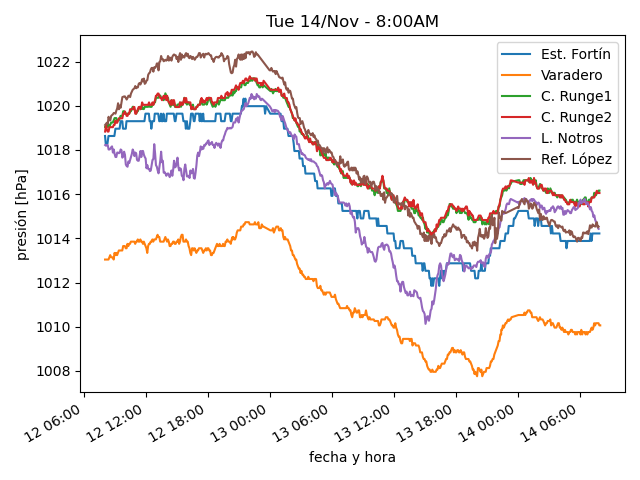 Tue 14/Nov - 8:00AM
presión [hPa]
1022
1020
1018
1016
1014
1012
1010
1008
Est. Fortín
Varadero
C. Runge1
C. Runge2
L. Notros
Ref. López
12 06:00
12 12:00
12 18:00
13 00:00
13 06:00
13 12:00
13 18:00
14 00:00
14 06:00
fecha y hora